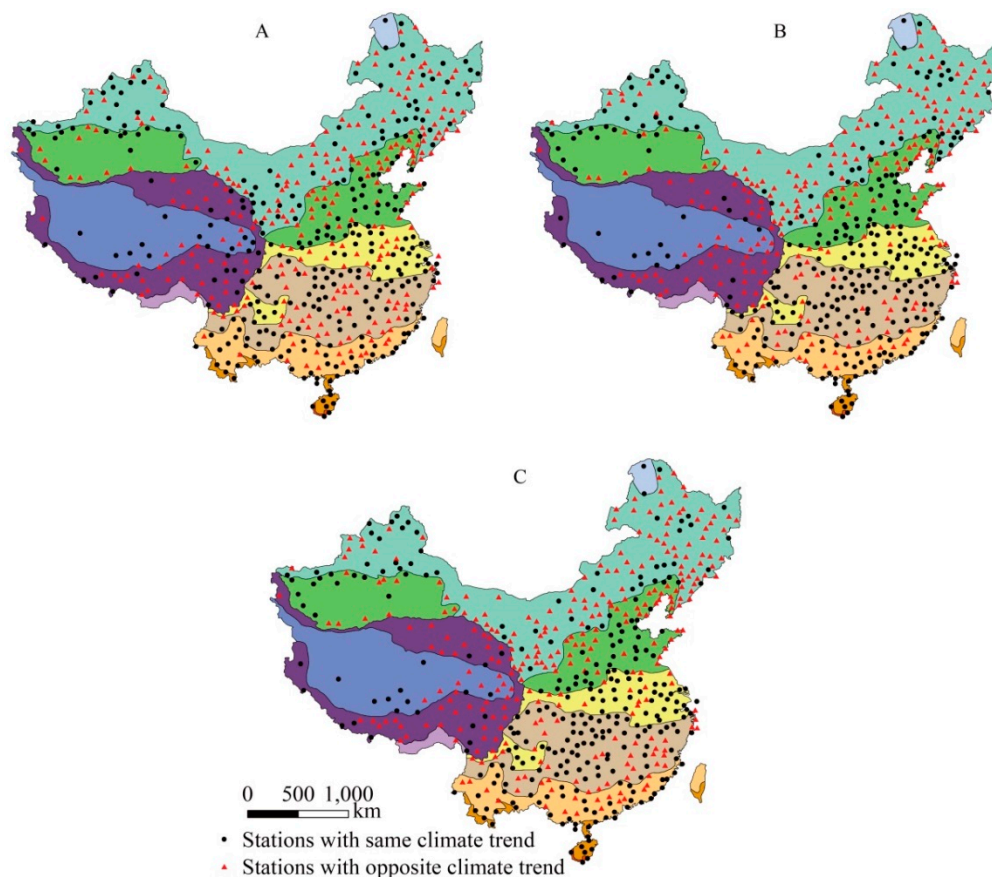 A
B
C
0 500 1,000
km
Stations with same climate trend
Stations with opposite climate trend